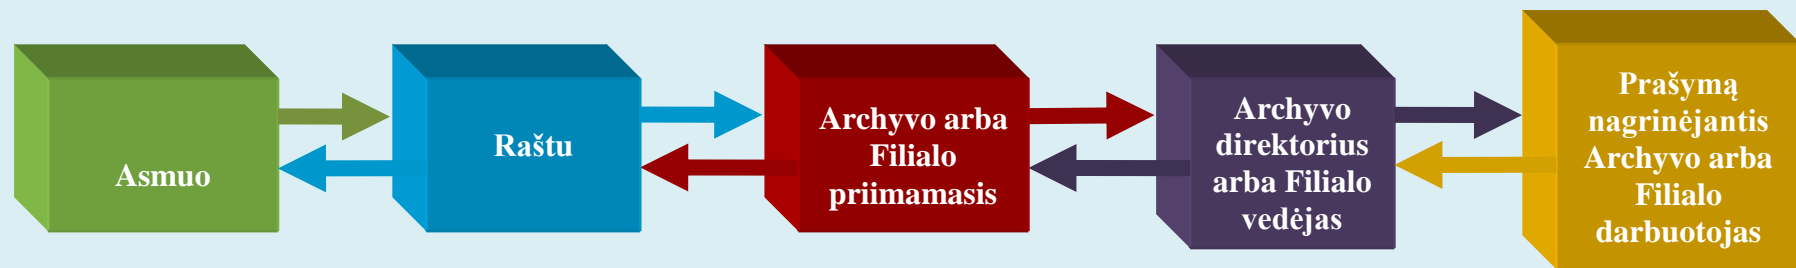 Asmuo
Raštu
Archyvo arba
Filialo
priimamasis
Archyvo
direktorius
arba Filialo
vedėjas
Prašymą
nagrinėjantis
Archyvo arba
Filialo
darbuotojas